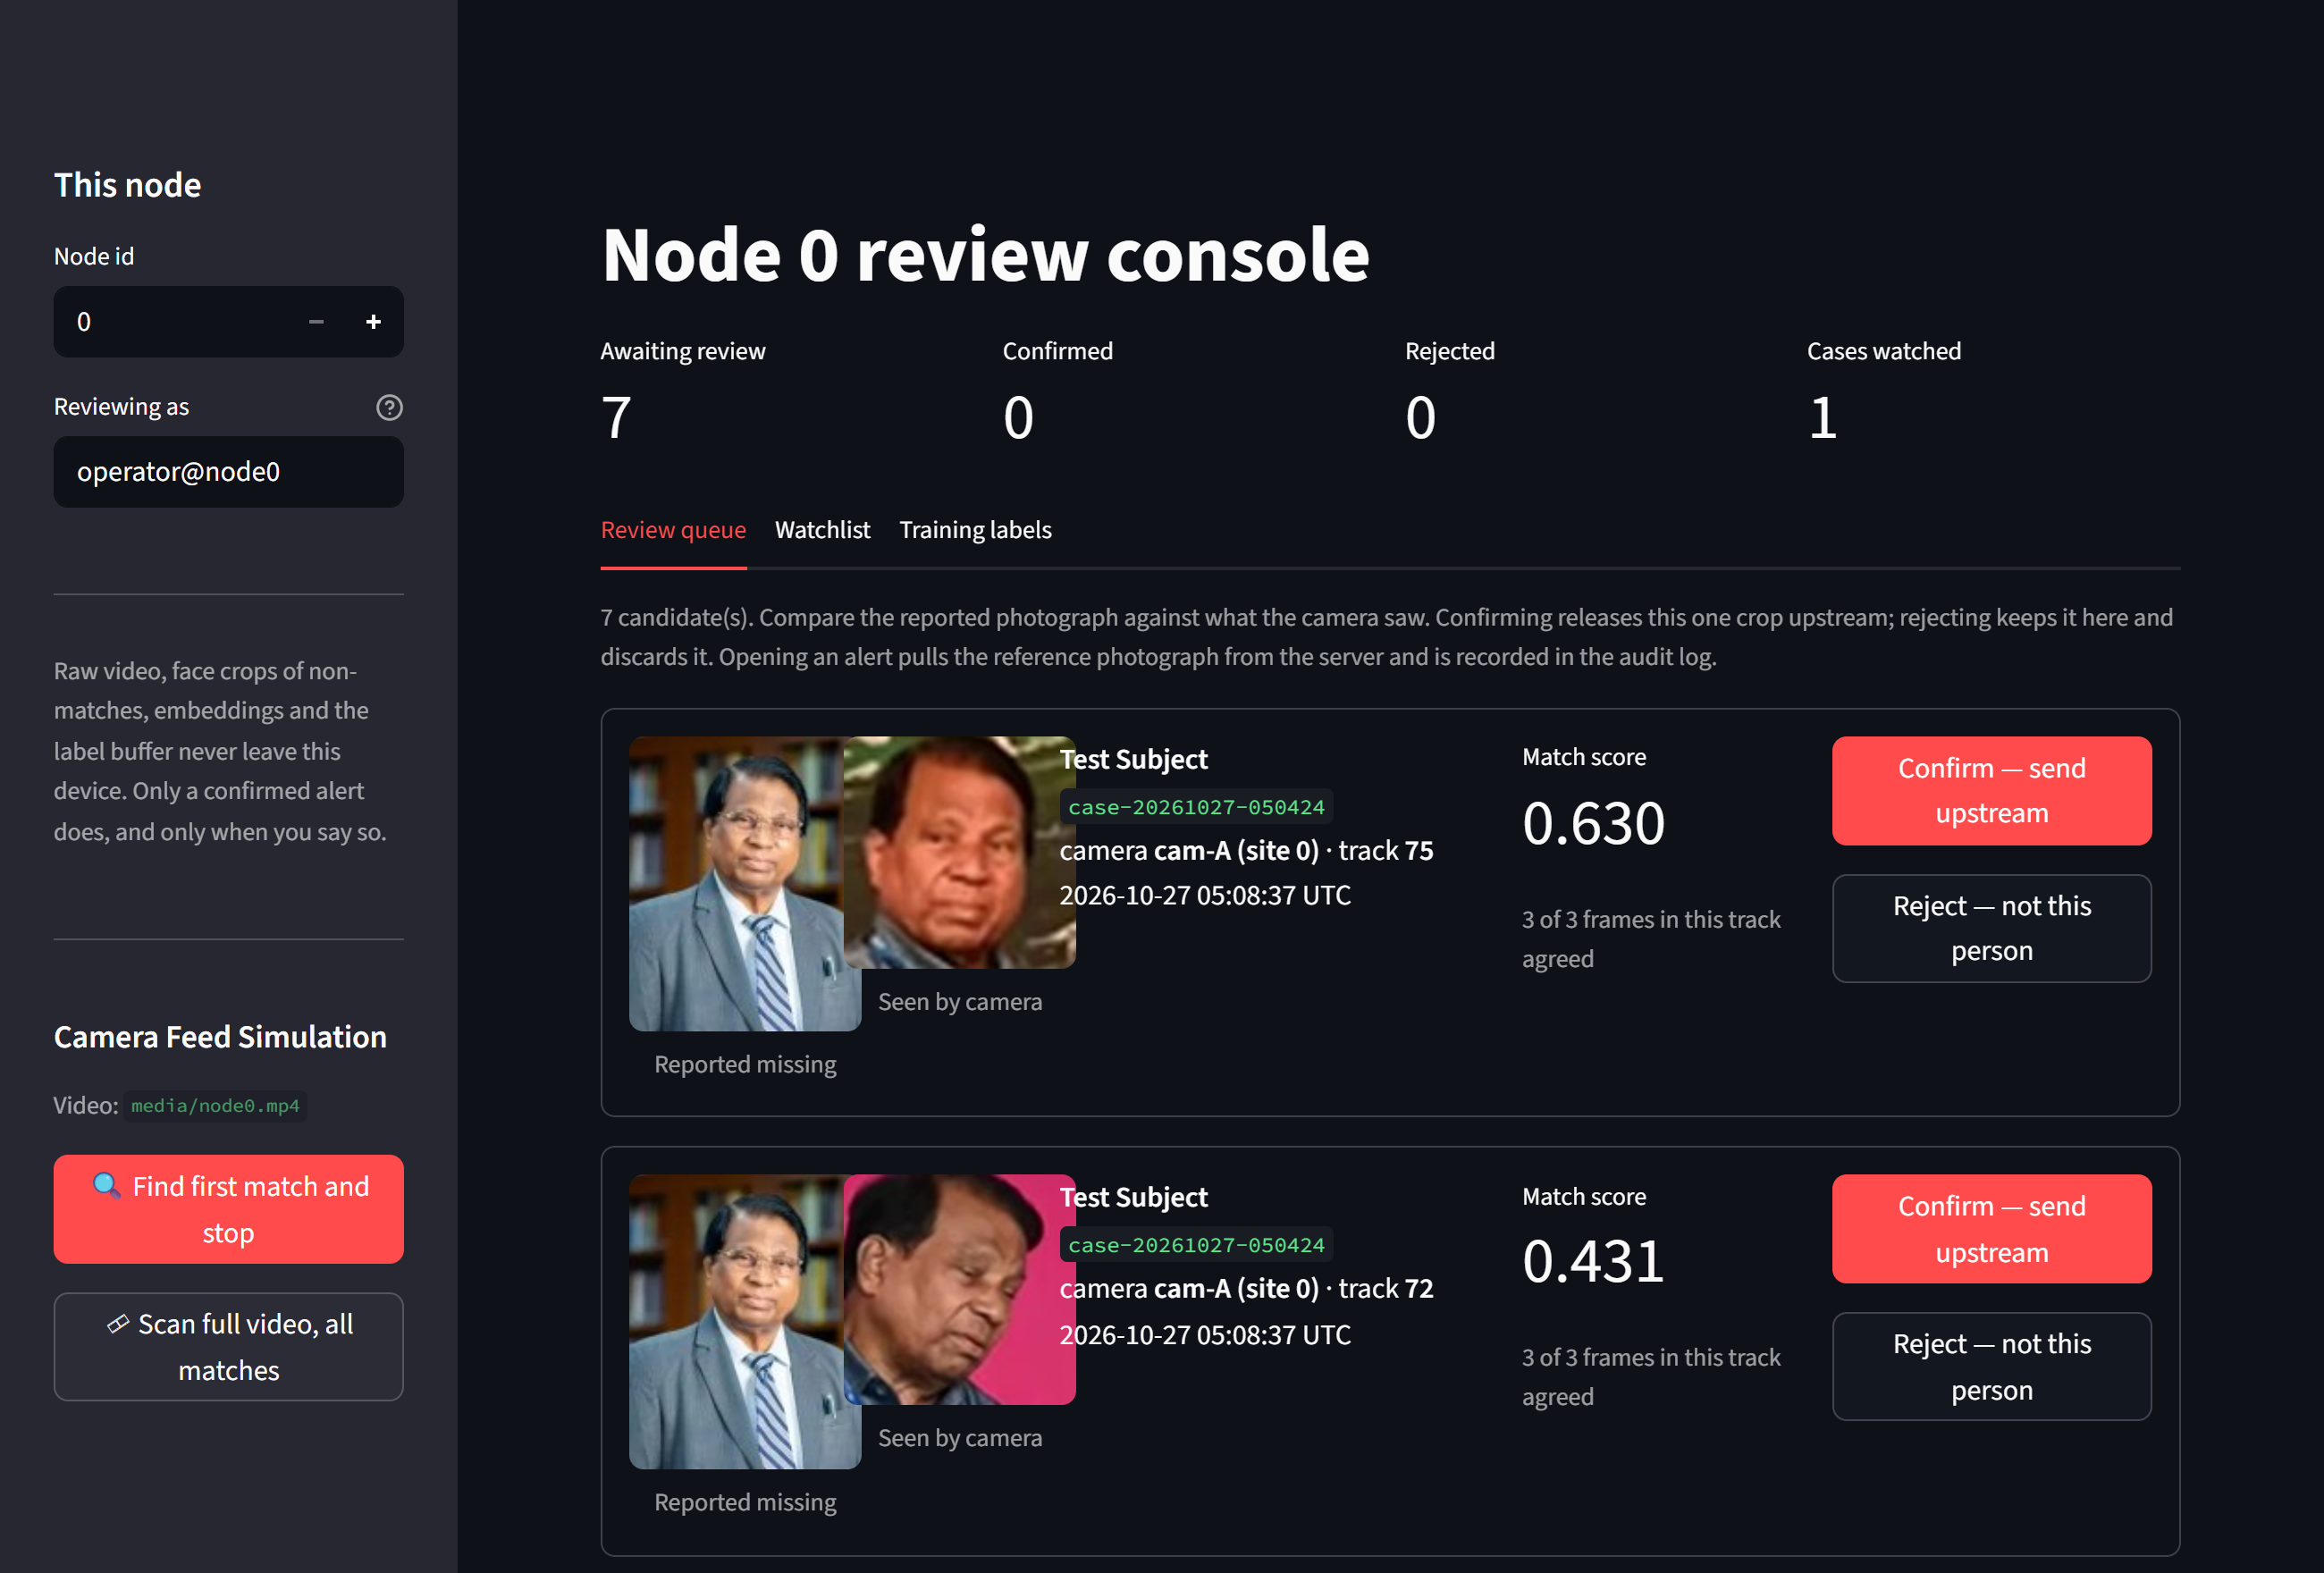 This node
Node id
0
Reviewing as
operator@node0
Raw video, face crops of non-
matches, embeddings and the
label buffer never leave this
device. Only a confirmed alert
does, and only when you say so.
Camera Feed Simulation
Video: media/node0.mp4
🔍 Find first match and
stop
Scan full video, all
matches
Node 0 review console
Awaiting review
7
Confirmed
0
Rejected
0
Cases watched
1
Review queue
Watchlist
Training labels
7 candidate(s). Compare the reported photograph against what the camera saw. Confirming releases this one crop upstream; rejecting keeps it here and
discards it. Opening an alert pulls the reference photograph from the server and is recorded in the audit log.
Reported missing
Seen by camera
Test Subject
case-20261027-050424
camera cam-A (site 0) · track 75
2026-10-27 05:08:37 UTC
Match score
0.630
3 of 3 frames in this track
agreed
Confirm — send
upstream
Reject — not this
person
Reported missing
Seen by camera
Test Subject
case-20261027-050424
camera cam-A (site 0) · track 72
2026-10-27 05:08:37 UTC
Match score
0.431
3 of 3 frames in this track
agreed
Confirm — send
upstream
Reject — not this
person